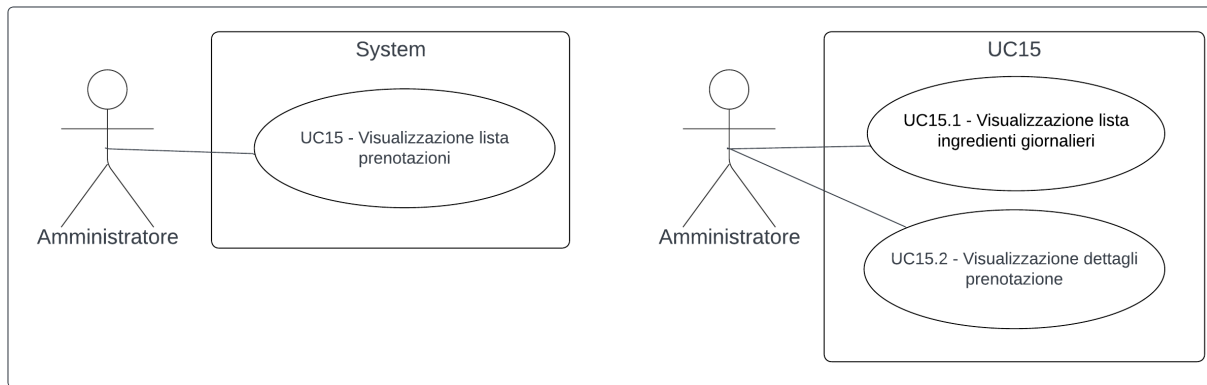 System
UC15 - Visualizzazione lista
prenotazioni
Amministratore
UC15
UC15.1 - Visualizzazione lista
ingredienti giornalieri
UC15.2 - Visualizzazione dettagli
prenotazione
Amministratore